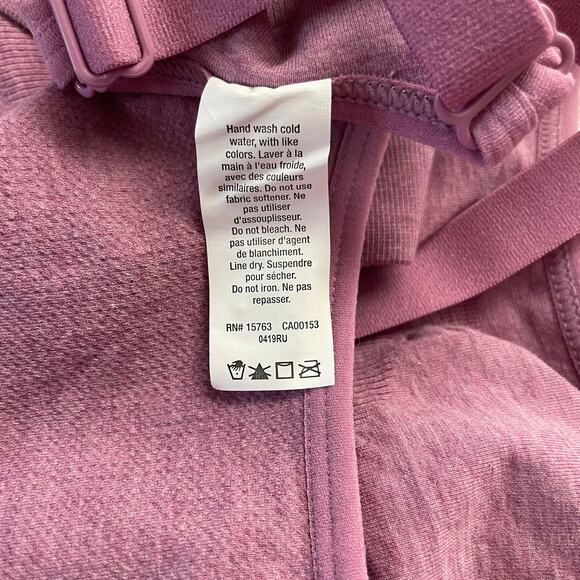 Hand wash cold
water, with like
colors. Laver à la
main à l'eau froide,
avec des couleurs
similaires. Do not use
fabric softener. Ne
pas utiliser
d'assouplisseur.
Do not bleach. Ne
pas utiliser d'agent
de blanchiment.
Line dry. Suspendre
pour sécher.
Do not iron. Ne pas
repasser.
RN# 15763 CA00153
0419RU